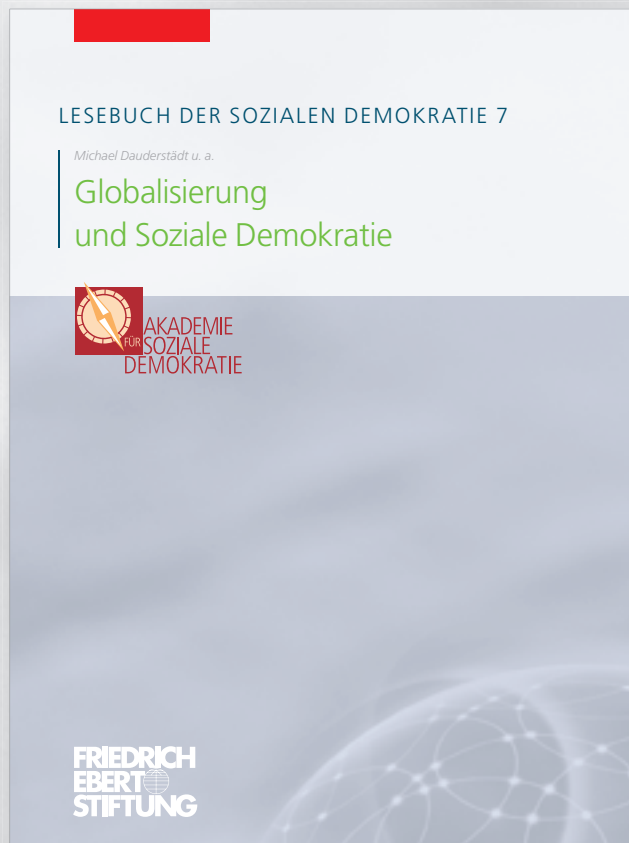 LESEBUCH DER SOZIALEN DEMOKRATIE 7
Michael Dauderstädt u. a.
Globalisierung
und Soziale Demokratie
AKADEMIE
FÜR SOZIALE
DEMOKRATIE
FRIEDRICH
EBERT
STIFTUNG